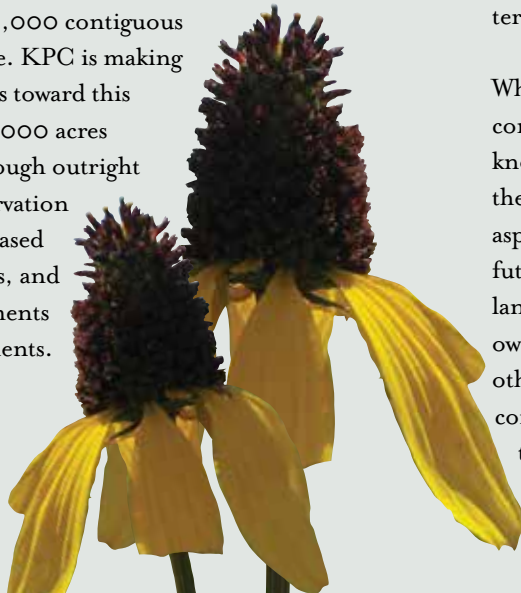 ,000 contiguous
e. KPC is making
s toward this
000 acres
ough outright
rvation
ased
s, and
nents
ents.
ter
Wh
con
kno
the
asp
fut
lan
ow
oth
con
t